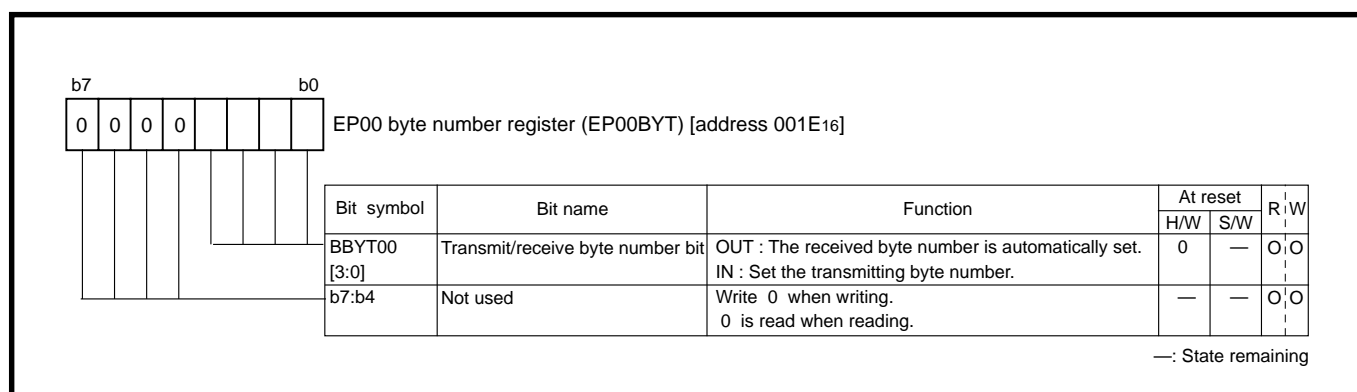 b7 b0
0 0 0 0
EP00 byte number register (EP00BYT) [address 001E16]
Bit symbol Bit name Function At reset R W
H/W S/W
BBYT00 Transmit/receive byte number bit OUT : The received byte number is automatically set. 0 — O O
[3:0] IN : Set the transmitting byte number.
b7:b4 Not used Write 0 when writing. — — O O
0 is read when reading.
—: State remaining